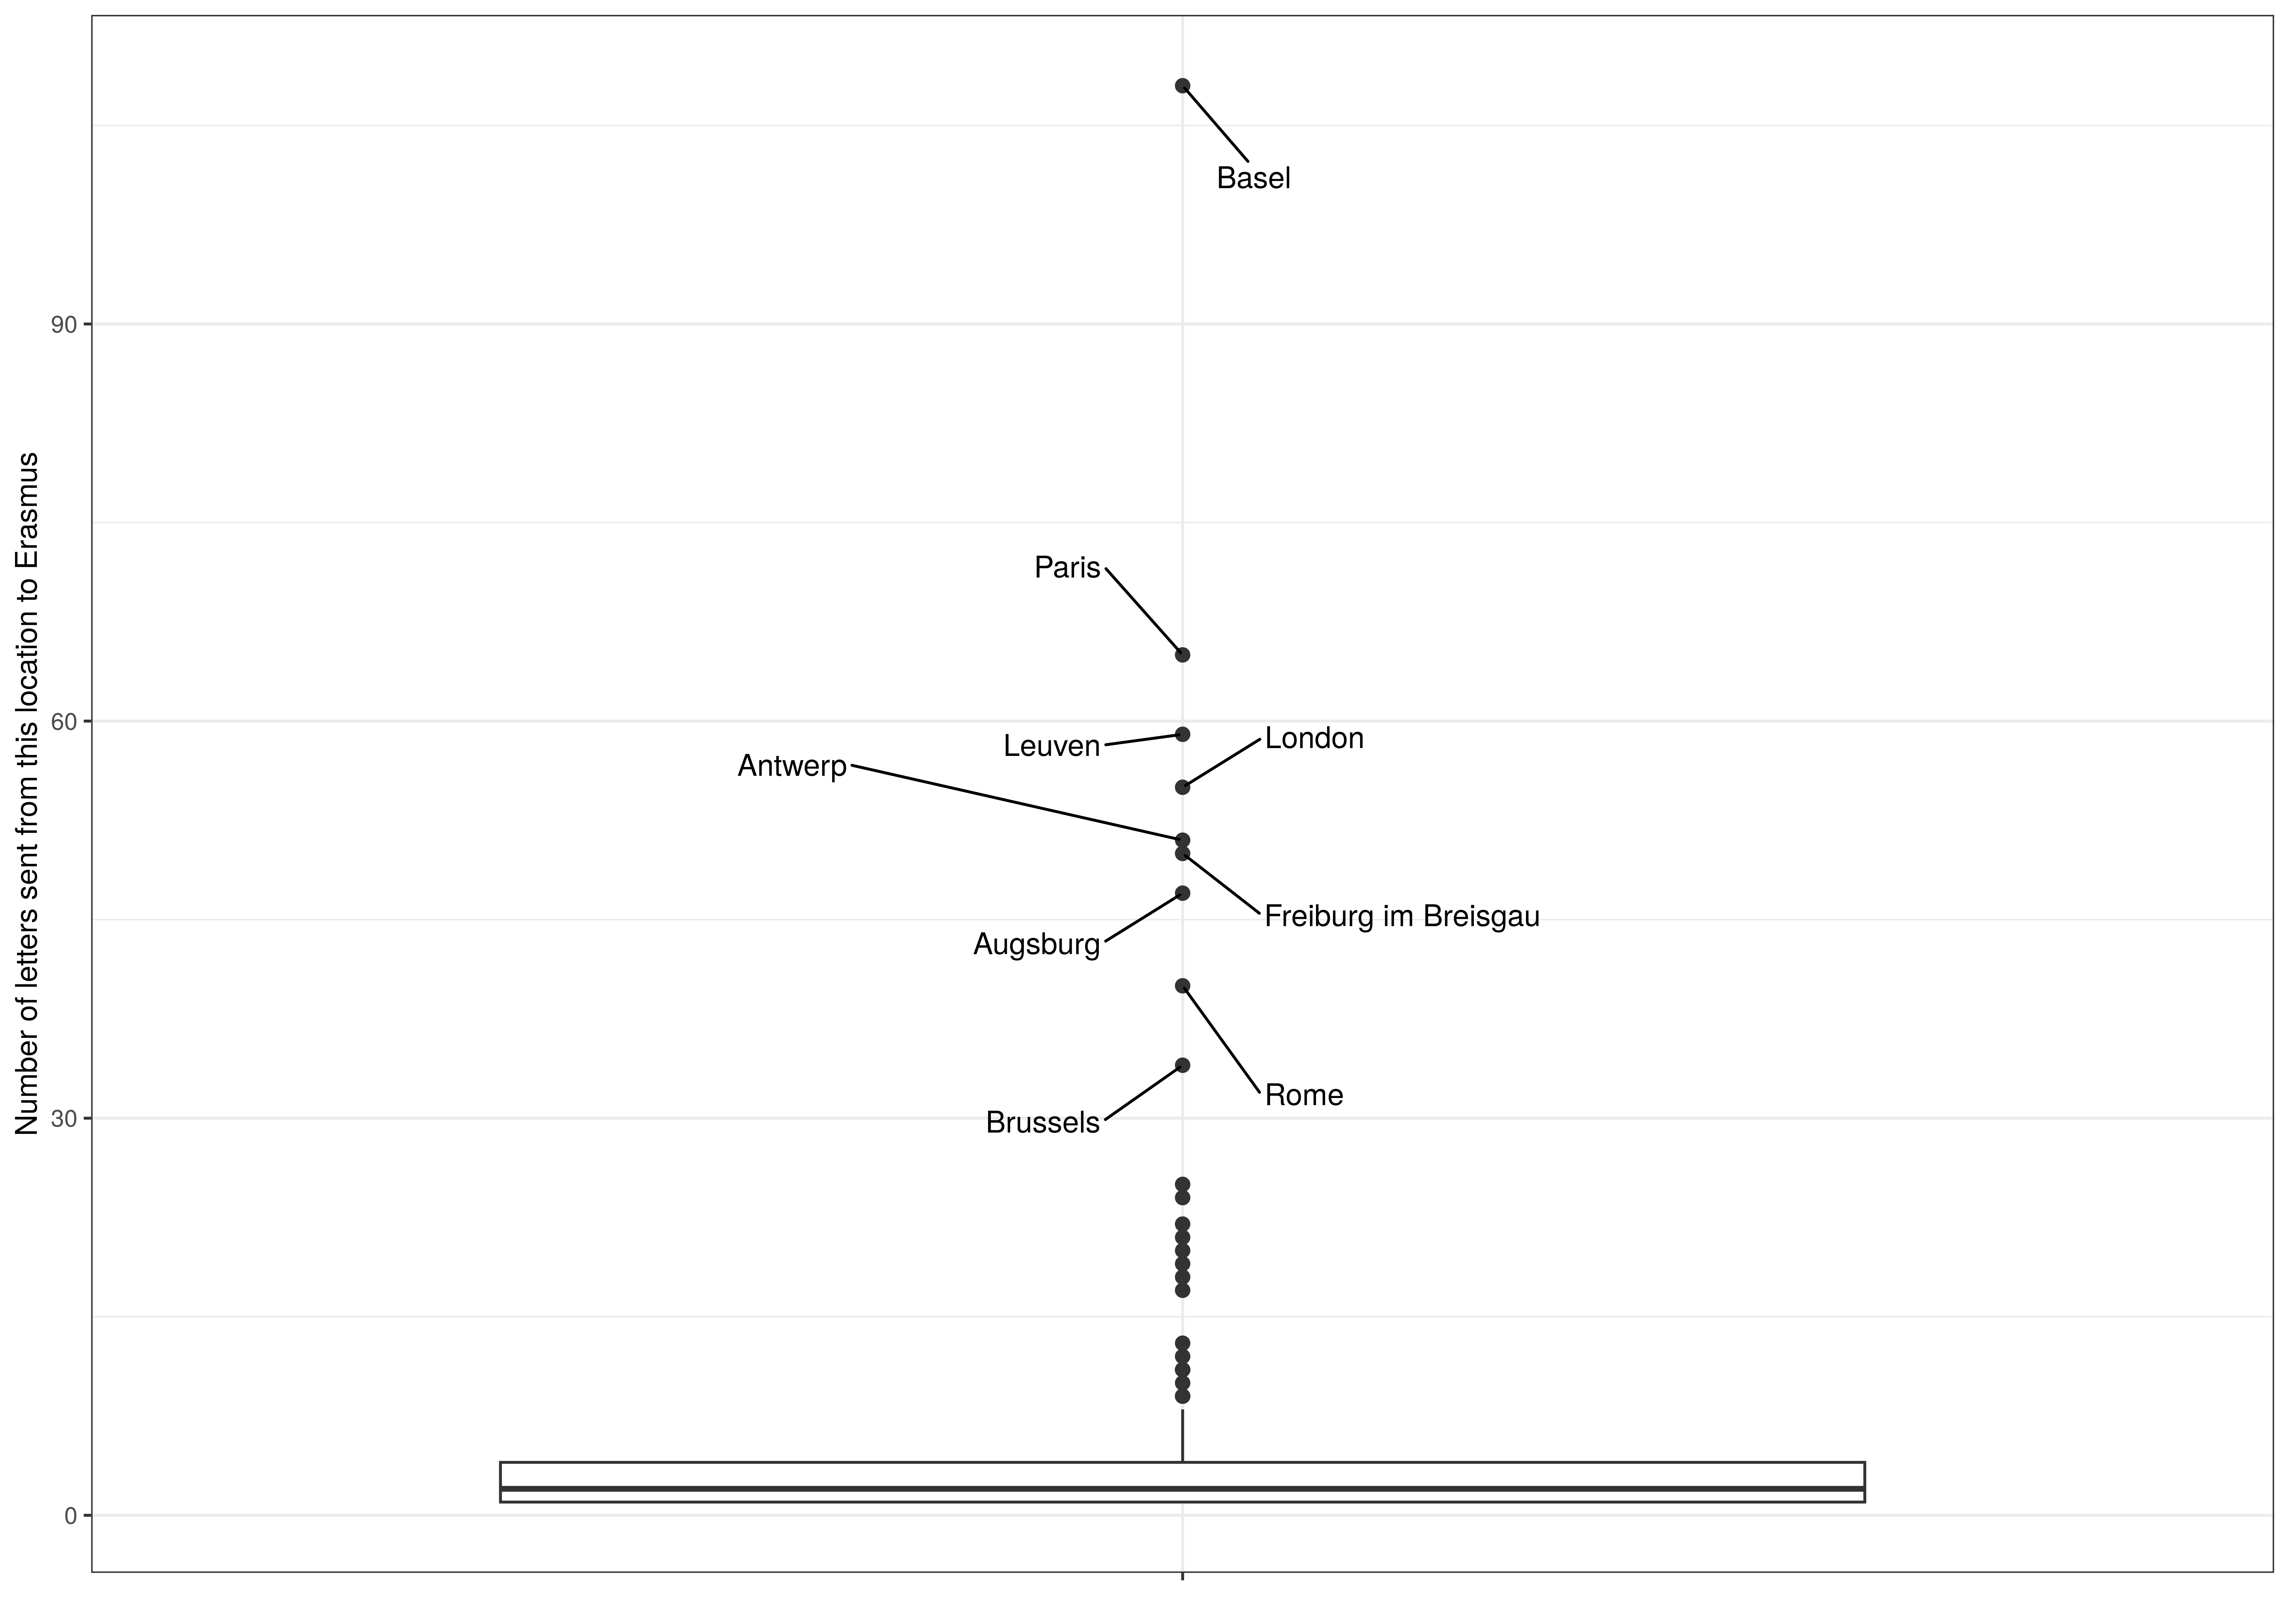 Number of letters sent from this location to Erasmus
90
60
30
0
Basel
Paris
Leuven
London
Antwerp
Freiburg im Breisgau
Augsburg
Rome
Brussels